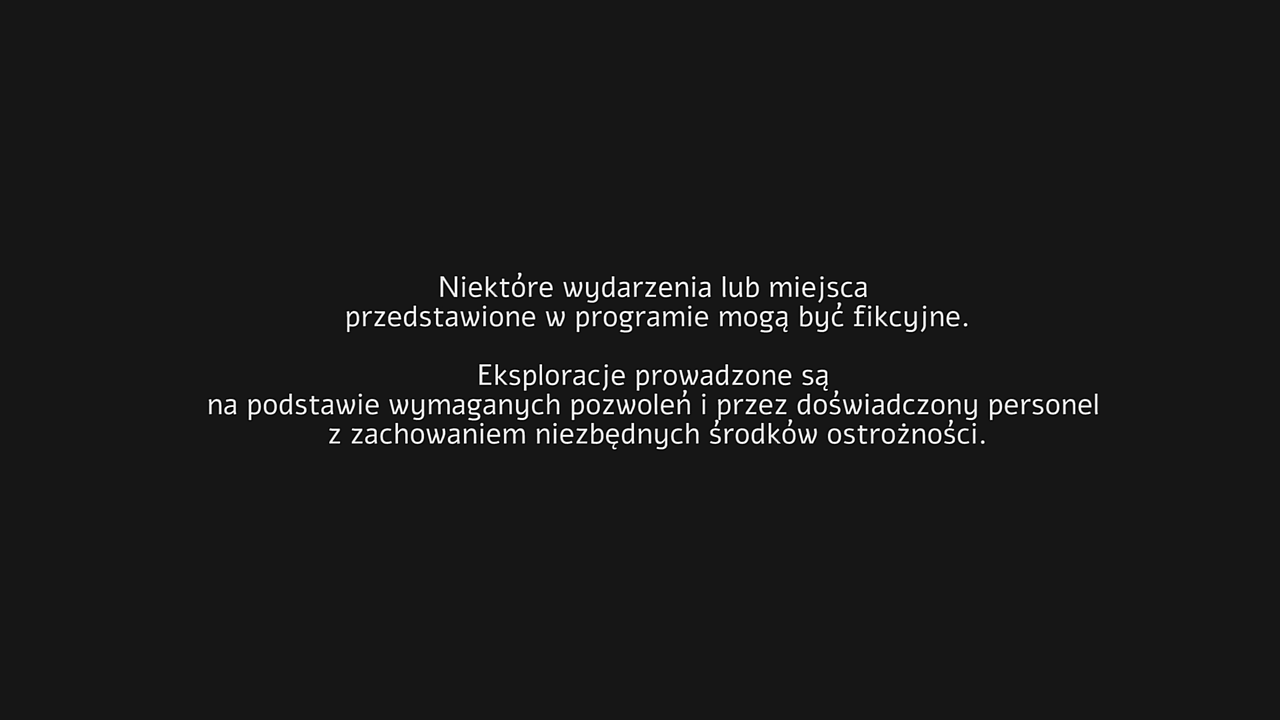 Niektóre wydarzenia lub miejsca
przedstawione w programie mogą być fikcyjne.
Eksploracje prowadzone są
na podstawie wymaganych pozwoleń i przez doświadczony personel
z zachowaniem niezbędnych środków ostrożności.